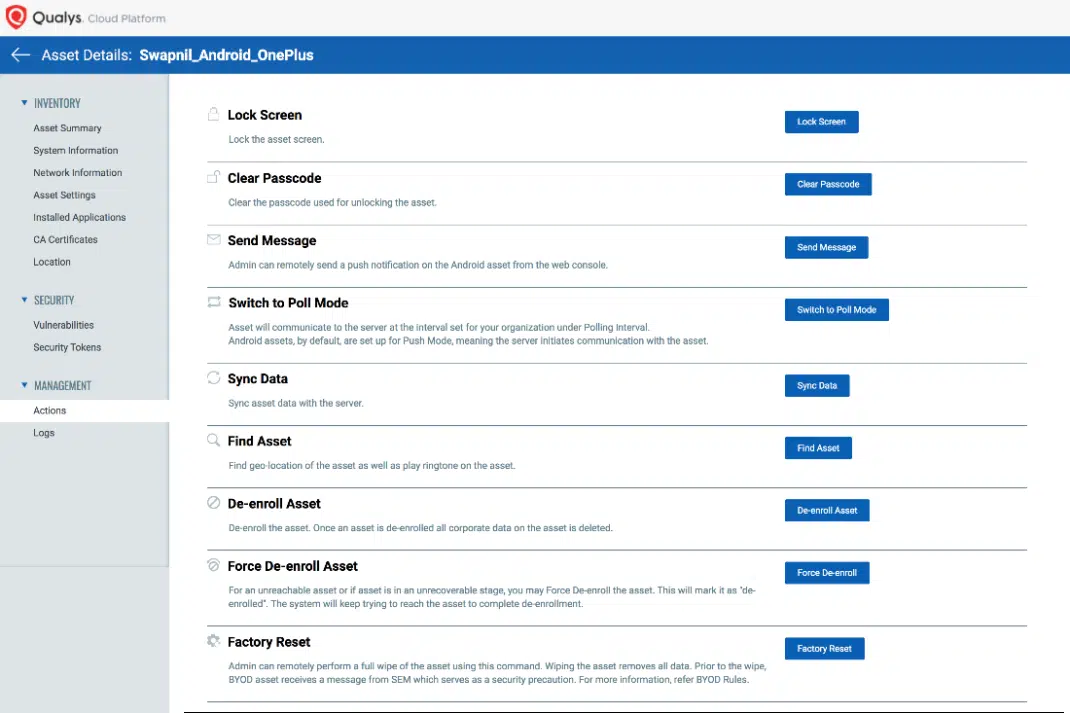 Qualys. Cloud Platform
Asset Details: Swapnil_Android_OnePlus
INVENTORY
Asset Summary
System Information
Network Information
Asset Settings
Installed Applications
CA Certificates
Location
SECURITY
Vulnerabilities
Security Tokens
MANAGEMENT
Actions
Logs
Lock Screen
Lock the asset screen.
Lock Screen
Clear Passcode
Clear the passcode used for unlocking the asset.
Clear Passcode
Send Message
Admin can remotely send a push notification on the Android asset from the web console.
Send Message
Switch to Poll Mode
Asset will communicate to the server at the interval set for your organization under Polling Interval.
Android assets, by default, are set up for Push Mode, meaning the server initiates communication with the asset.
Switch to Poll Mode
Sync Data
Sync asset data with the server.
Sync Data
Find Asset
Find geo-location of the asset as well as play ringtone on the asset.
Find Asset
De-enroll Asset
De-enroll the asset. Once an asset is de-enrolled all corporate data on the asset is deleted.
De-enroll Asset
Force De-enroll Asset
For an unreachable asset or if asset is in an unrecoverable stage, you may Force De-enroll the asset. This will mark it as "de-
enrolled". The system will keep trying to reach the asset to complete de-enrollment.
Force De-enroll
Factory Reset
Admin can remotely perform a full wipe of the asset using this command. Wiping the asset removes all data. Prior to the wipe,
BYOD asset receives a message from SEM which serves as a security precaution. For more information, refer BYOD Rules.
Factory Reset